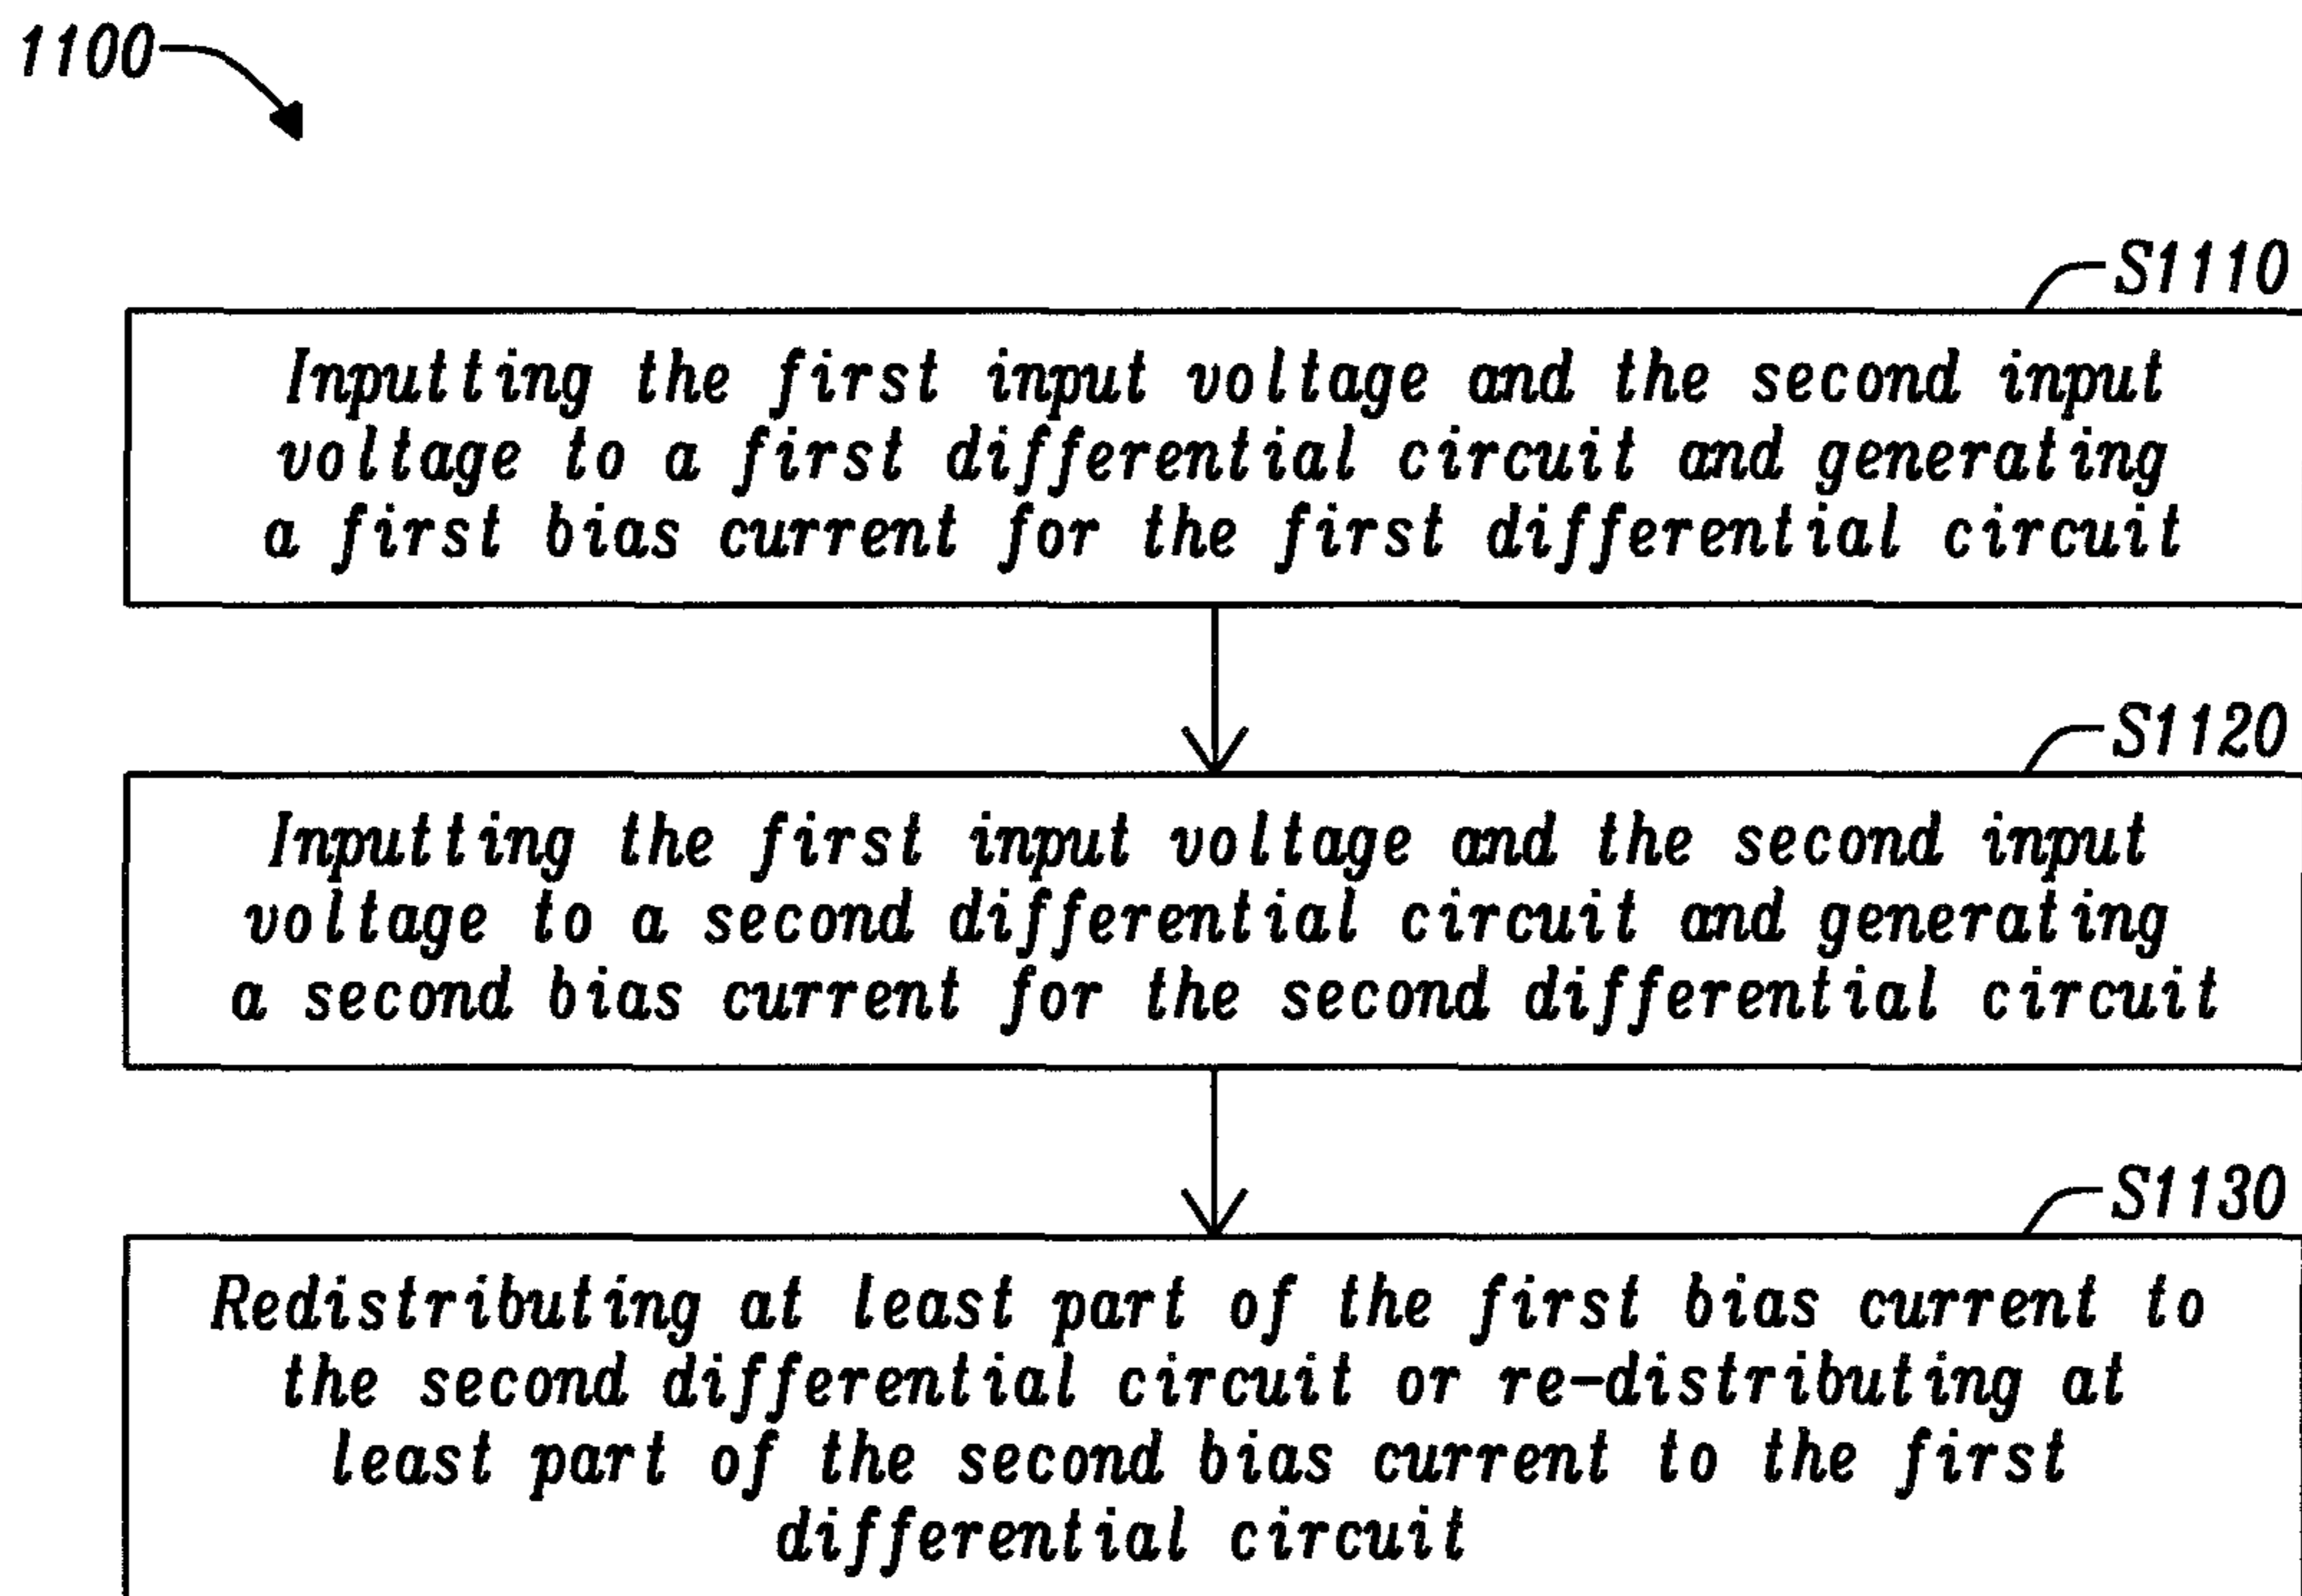 1100
S1110
Inputting the first input voltage and the second input
voltage to a first differential circuit and generating
a first bias current for the first differential circuit
S1120
Inputting the first input voltage and the second input
voltage to a second differential circuit and generating
a second bias current for the second differential circuit
S1130
Redistributing at least part of the first bias current to
the second differential circuit or re-distributing at
least part of the second bias current to the first
differential circuit